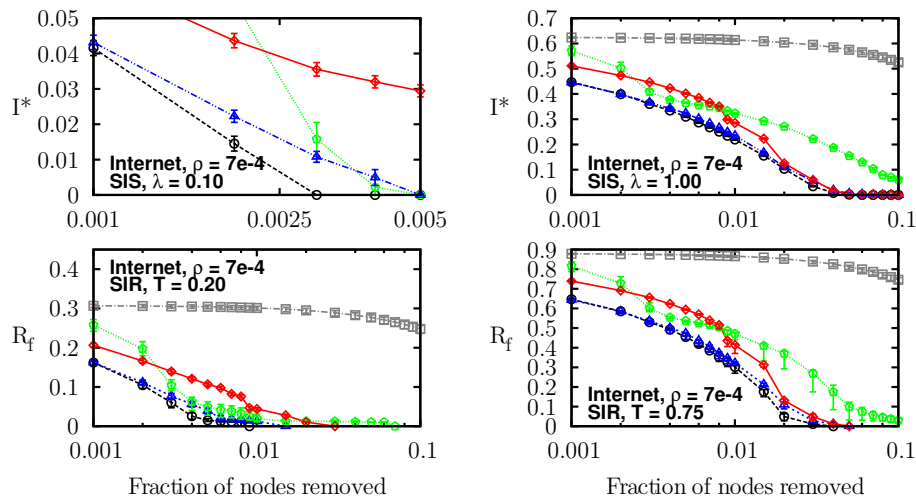 0.05
0.04
0.03
0.02
0.01
0
I*
Internet, ρ = 7e-4
SIS, λ = 0.10
0.001
0.0025
0.005
0.7
0.6
0.5
0.4
0.3
0.2
0.1
0
I*
Internet, ρ = 7e-4
SIS, λ = 1.00
0.001
0.01
0.1
0.4
0.3
0.2
0.1
0
R_f
Internet, ρ = 7e-4
SIR, T = 0.20
0.001
0.01
0.1
Fraction of nodes removed
0.9
0.8
0.7
0.6
0.5
0.4
0.3
0.2
0.1
0
R_f
Internet, ρ = 7e-4
SIR, T = 0.75
0.001
0.01
0.1
Fraction of nodes removed